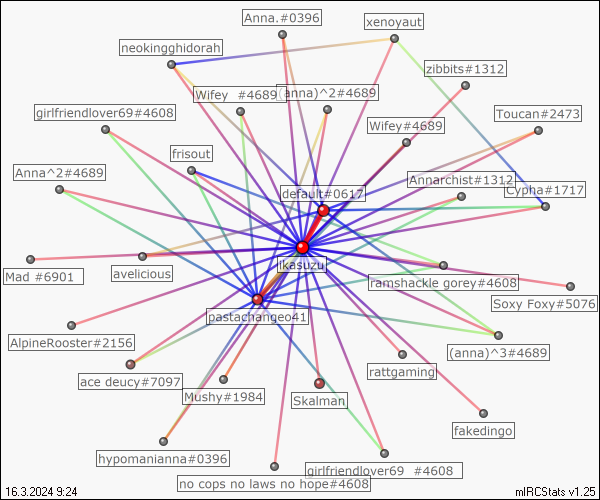 Anna.#0396
xenoyaut
neokingghidorah
zibbits#1312
Wifey  #4689
(anna)^2#4689
girlfriendlover69#4608
Toucan#2473
Wifey#4689
frisout
Anna^2#4689
Annarchist#1312
default#0617
Cypha#1717
ikasuzu
Mad #6901
avelicious
ramshackle gorey#4608
Soxy Foxy#5076
pastachangeo41
AlpineRooster#2156
(anna)^3#4689
rattgaming
ace deucy#7097
Mushy#1984
Skalman
fakedingo
hypomanianna#0396
girlfriendlover69  #4608
no cops no laws no hope#4608
16.3.2024 9:24
mIRCStats v1.25